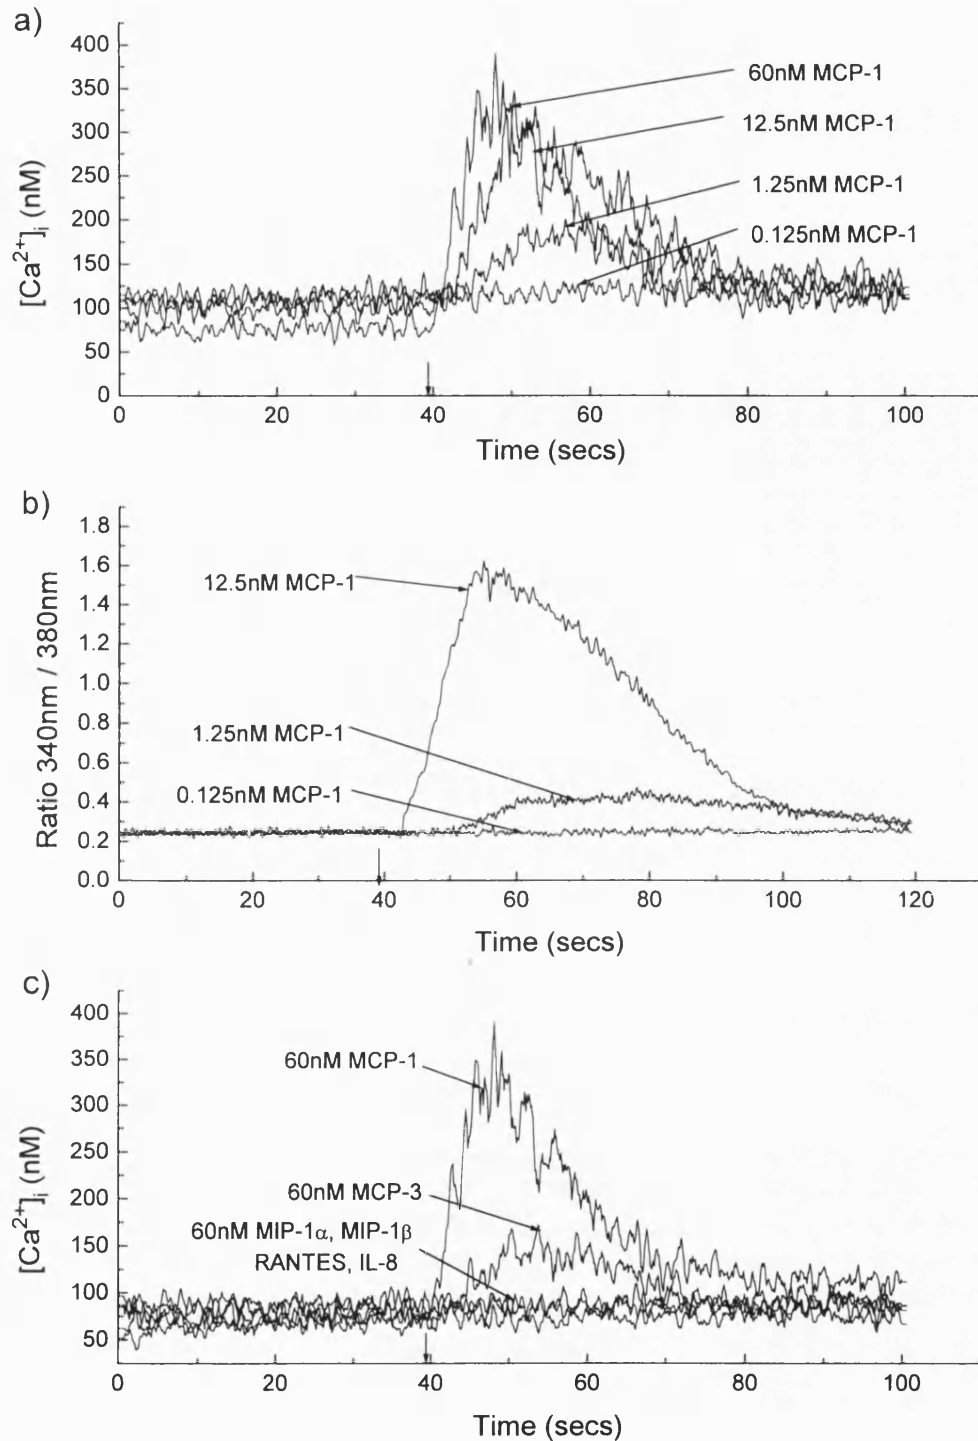 a)
400
350
300
250
200
150
100
50
0
[Ca2+]i (nM)
60nM MCP-1
12.5nM MCP-1
1.25nM MCP-1
0.125nM MCP-1
0 20 40 60 80 100
Time (secs)
b)
1.8
1.6
1.4
1.2
1.0
0.8
0.6
0.4
0.2
0.0
Ratio 340nm / 380nm
12.5nM MCP-1
1.25nM MCP-1
0.125nM MCP-1
0 20 40 60 80 100 120
Time (secs)
c)
400
350
300
250
200
150
100
50
[Ca2+]i (nM)
60nM MCP-1
60nM MCP-3
60nM MIP-1α, MIP-1β
RANTES, IL-8
0 20 40 60 80 100
Time (secs)